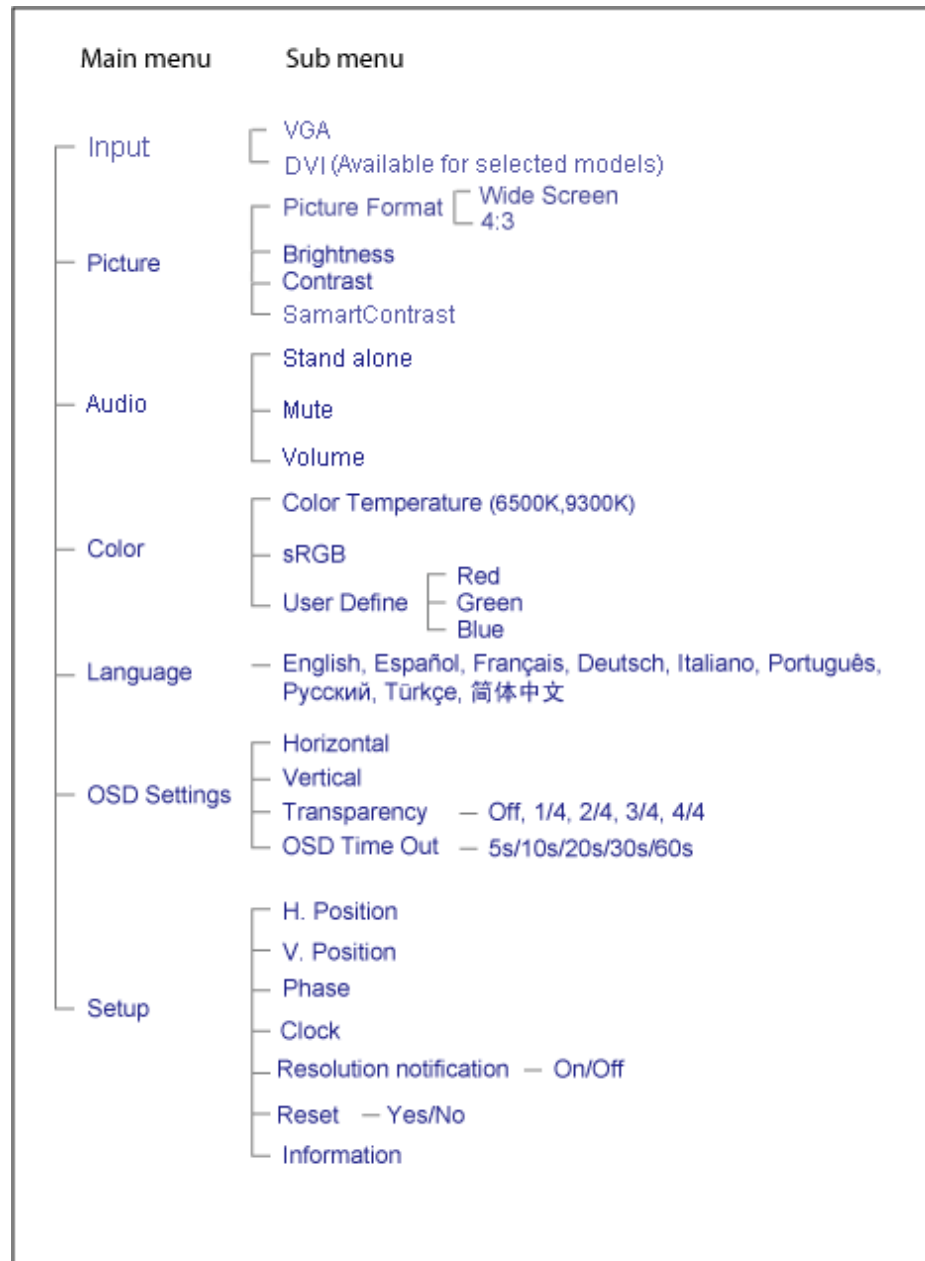 Main menu Sub menu
Input
VGA
DVI (Available for selected models)
Picture
Picture Format
Wide Screen
4:3
Brightness
Contrast
SamartContrast
Audio
Stand alone
Mute
Volume
Color
Color Temperature (6500K,9300K)
sRGB
User Define
Red
Green
Blue
Language
English, Español, Français, Deutsch, Italiano, Português,
Русский, Türkçe, 简体中文
OSD Settings
Horizontal
Vertical
Transparency — Off, 1/4, 2/4, 3/4, 4/4
OSD Time Out — 5s/10s/20s/30s/60s
Setup
H. Position
V. Position
Phase
Clock
Resolution notification — On/Off
Reset — Yes/No
Information